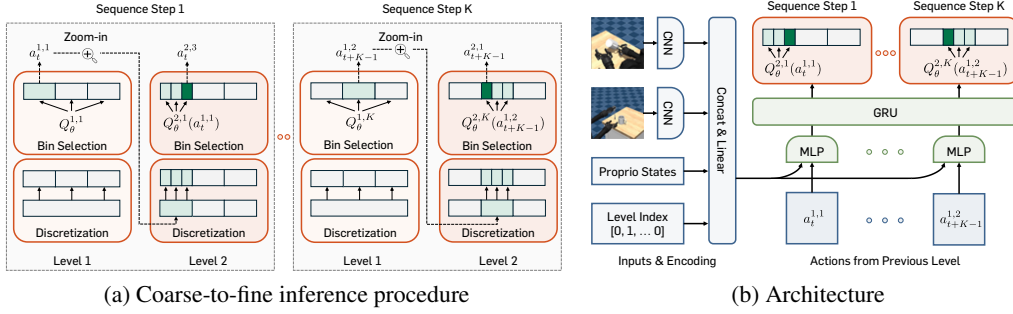 Sequence Step 1
Zoom-in
a_t^{1,1}
a_t^{2,3}
Q_θ^{1,1}
Q_θ^{2,1}(a_t^{1,1})
Bin Selection
Bin Selection
Discretization
Discretization
Level 1
Level 2
Sequence Step K
Zoom-in
a_{t+K-1}^{1,2}
a_{t+K-1}^{2,1}
Q_θ^{1,K}
Q_θ^{2,K}(a_{t+K-1}^{1,2})
Bin Selection
Bin Selection
Discretization
Discretization
Level 1
Level 2
(a) Coarse-to-fine inference procedure
CNN
CNN
Proprio States
Level Index
[0, 1, ... 0]
Concat & Linear
Inputs & Encoding
Sequence Step 1
Sequence Step K
Q_θ^{2,1}(a_t^{1,1})
Q_θ^{2,K}(a_{t+K-1}^{1,2})
GRU
MLP
MLP
a_t^{1,1}
a_{t+K-1}^{1,2}
Actions from Previous Level
(b) Architecture